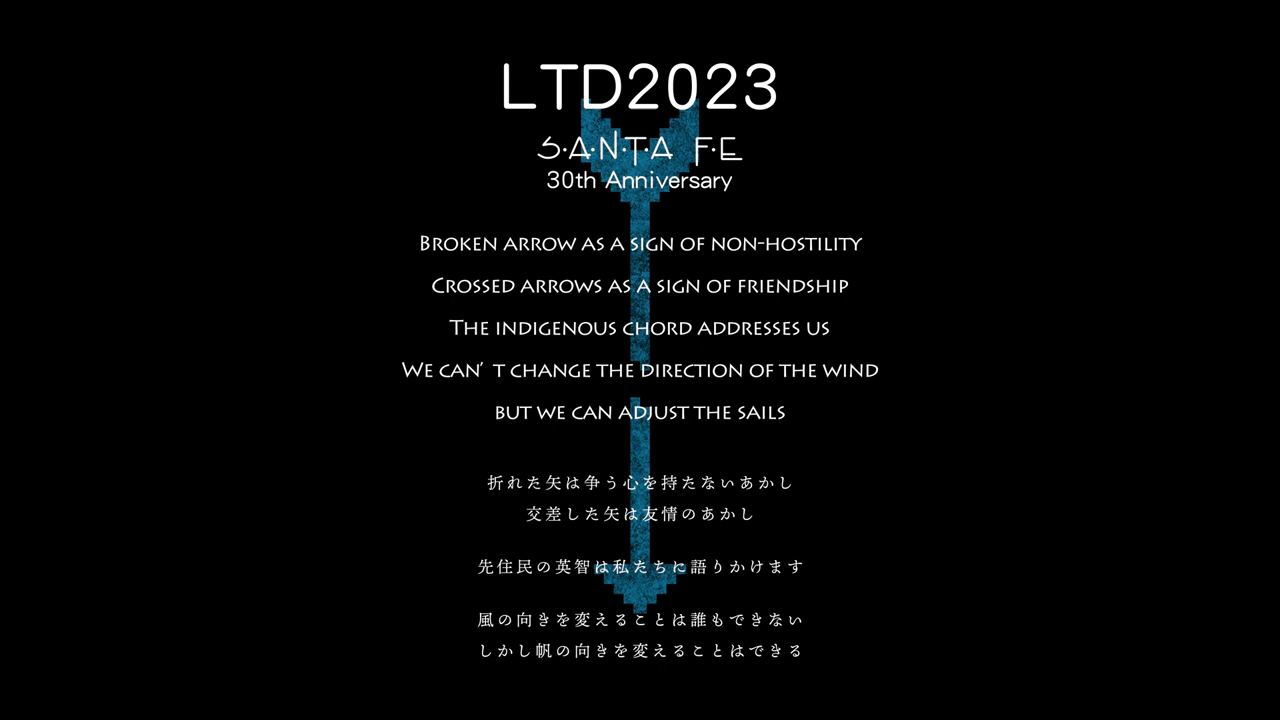 LTD2023
S·A·N·T·A F·E
30th Anniversary
BROKEN ARROW AS A SIGN OF NON-HOSTILITY
CROSSED ARROWS AS A SIGN OF FRIENDSHIP
THE INDIGENOUS CHORD ADDRESSES US
WE CAN’T CHANGE THE DIRECTION OF THE WIND
BUT WE CAN ADJUST THE SAILS
折れた矢は争う心を持たないあかし
交差した矢は友情のあかし
先住民の英智は私たちに語りかけます
風の向きを変えることは誰もできない
しかし帆の向きを変えることはできる